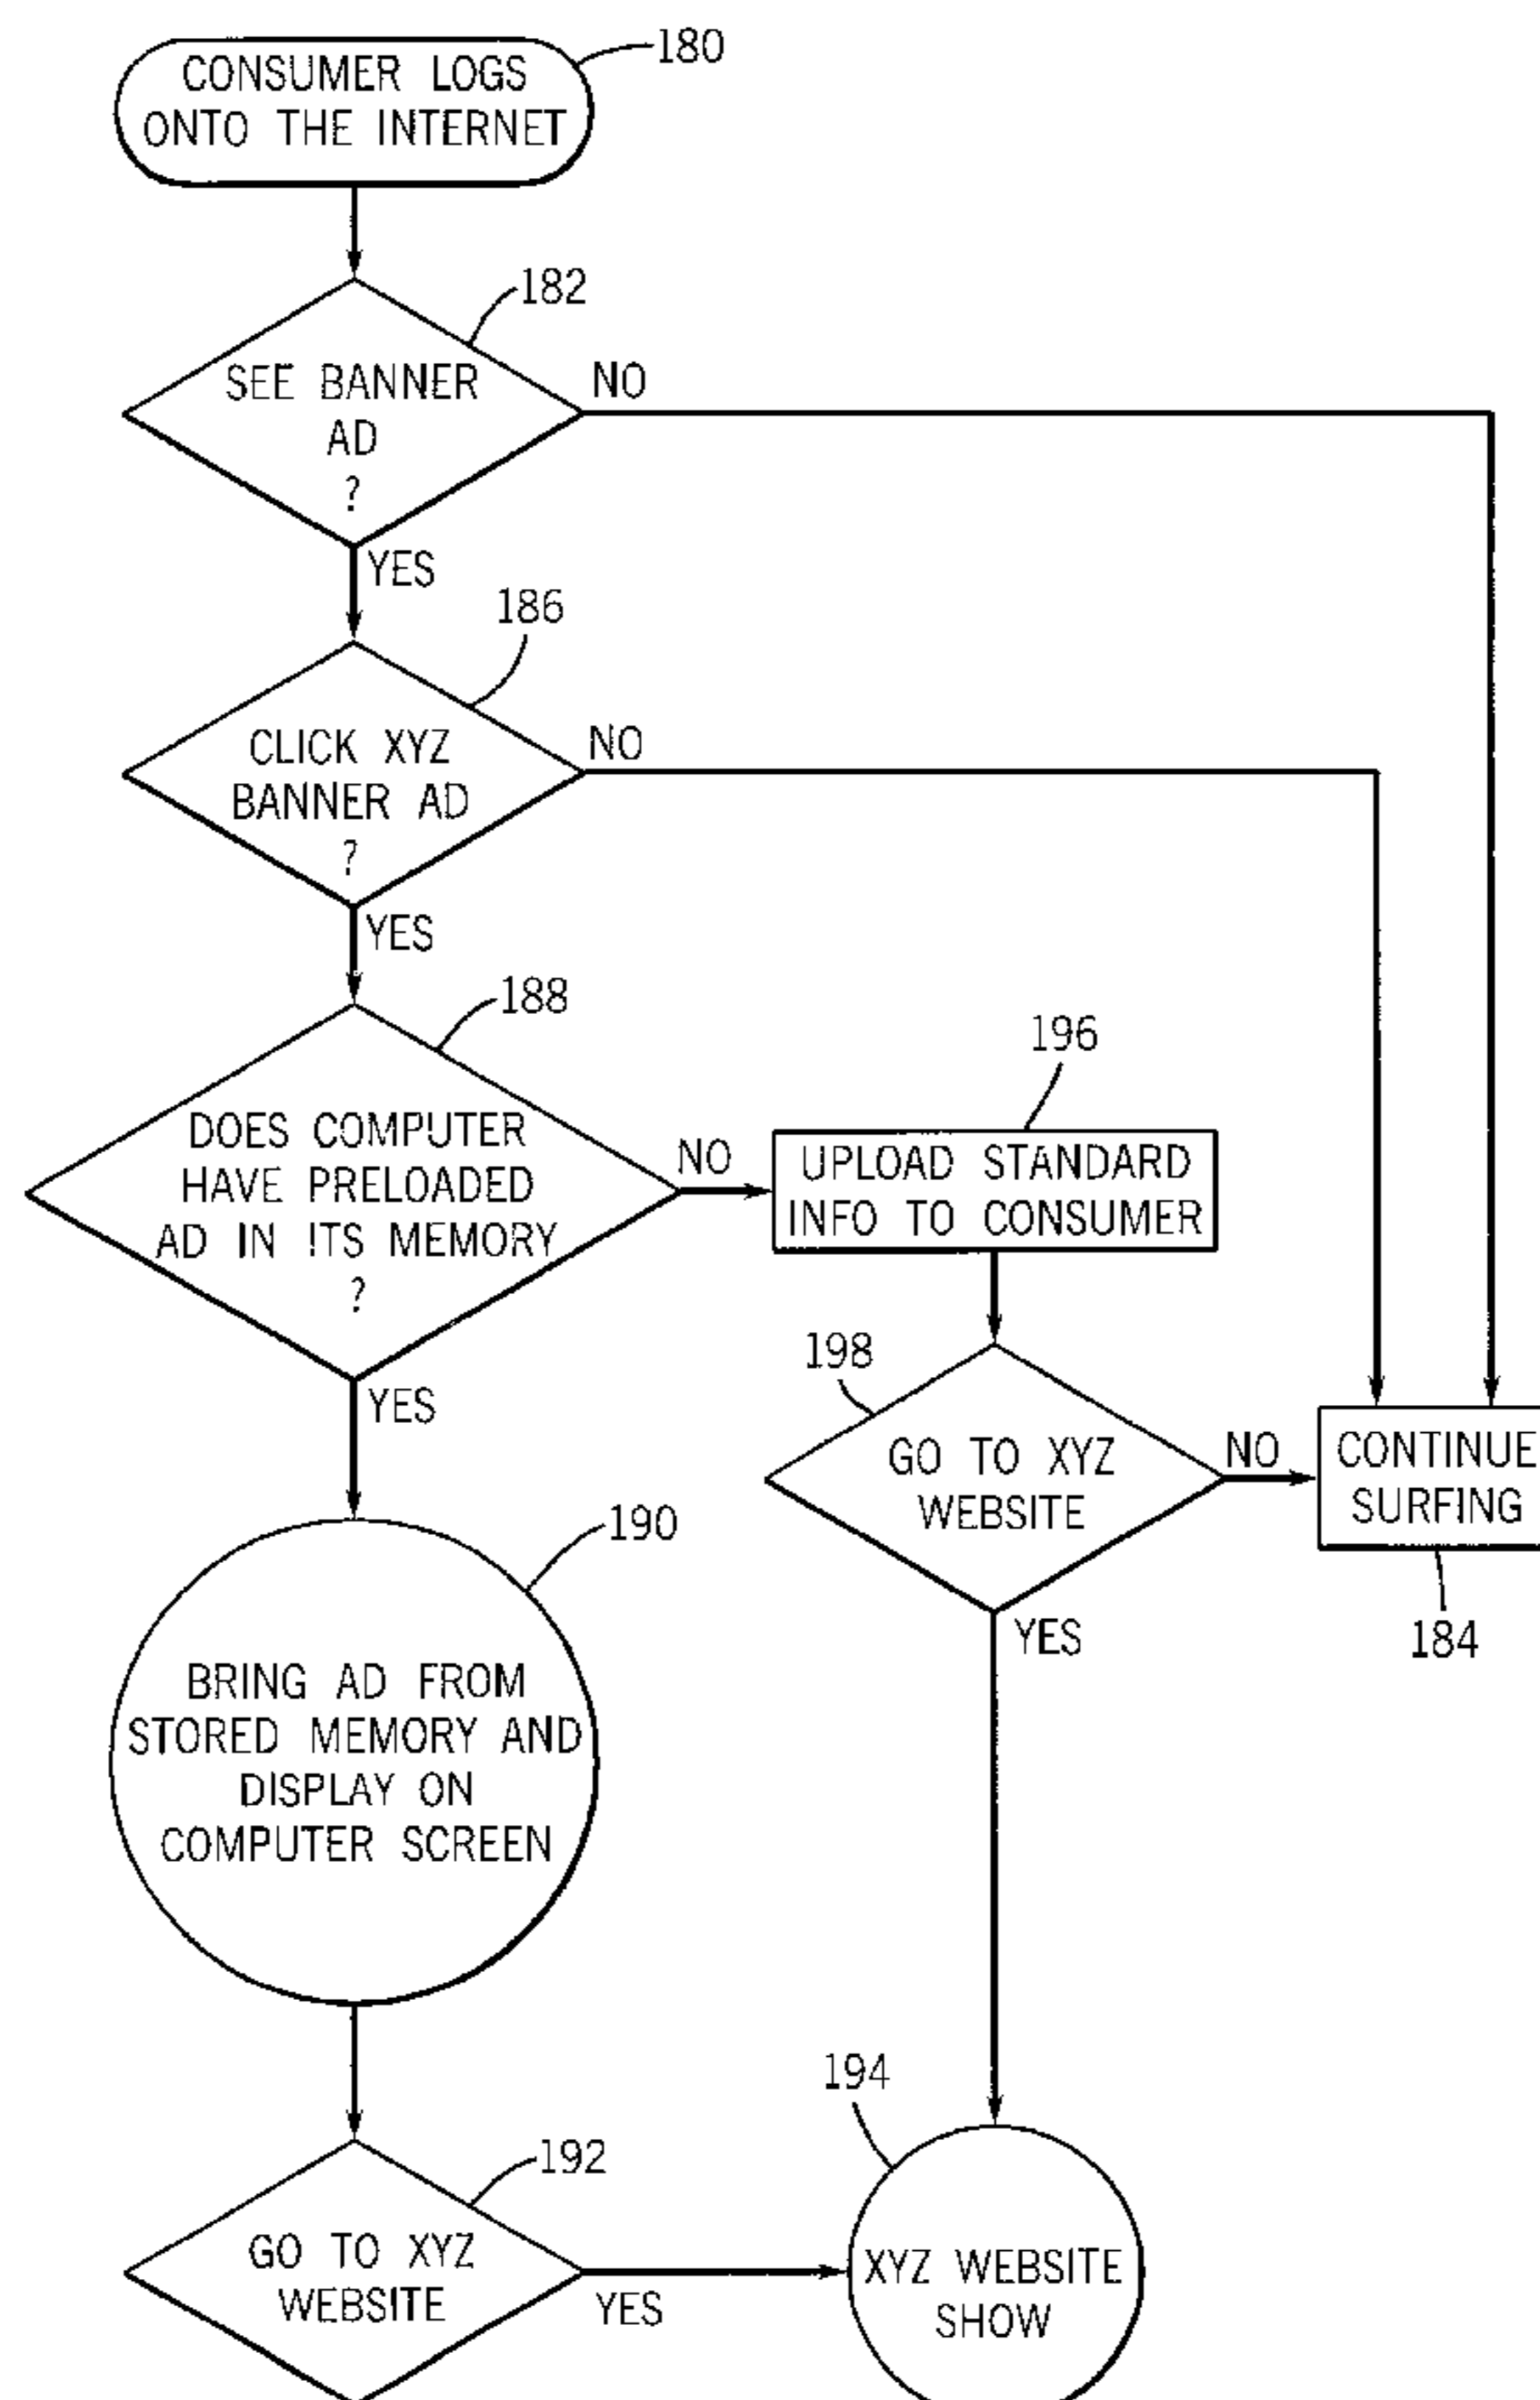 CONSUMER LOGS
ONTO THE INTERNET
180
182
SEE BANNER
AD
?
NO
YES
186
CLICK XYZ
BANNER AD
?
NO
YES
188
DOES COMPUTER
HAVE PRELOADED
AD IN ITS MEMORY
?
NO
YES
196
UPLOAD STANDARD
INFO TO CONSUMER
198
GO TO XYZ
WEBSITE
NO
YES
CONTINUE
SURFING
184
190
BRING AD FROM
STORED MEMORY AND
DISPLAY ON
COMPUTER SCREEN
192
GO TO XYZ
WEBSITE
YES
194
XYZ WEBSITE
SHOW